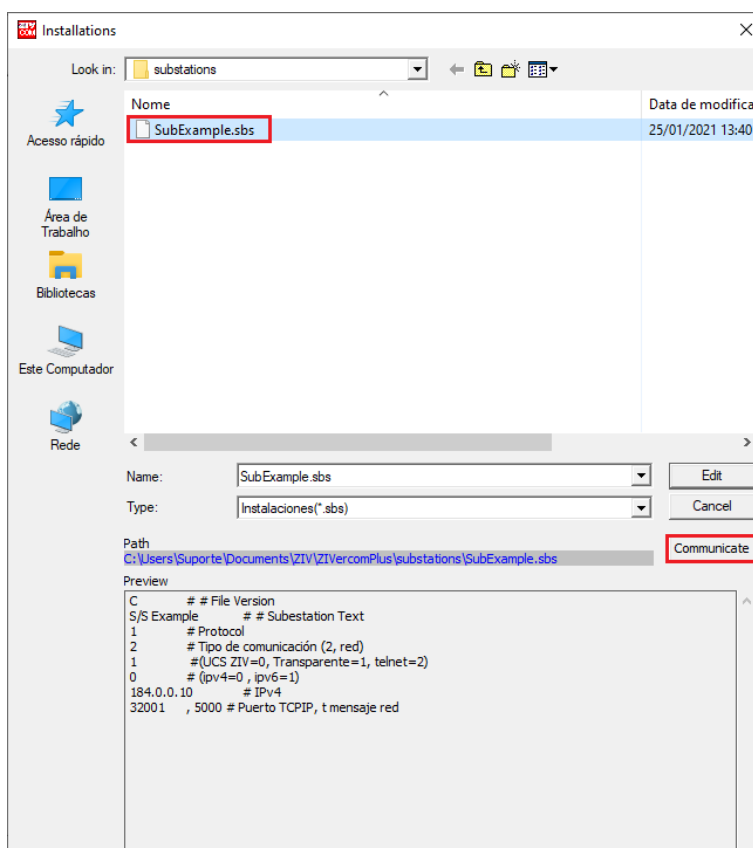 Installations
Look in:
substations
Nome
Data de modifica
SubExample.sbs
25/01/2021 13:40
Acesso rápido
Área de
Trabalho
Bibliotecas
Este Computador
Rede
Name:
SubExample.sbs
Edit
Type:
Instalaciones(*.sbs)
Cancel
Path
C:\Users\Suporte\Documents\ZIV\ZIVercomPlus\substations\SubExample.sbs
Communicate
Preview
C # # File Version
S/S Example # # Subestation Text
1 # Protocol
2 # Tipo de comunicación (2, red)
1 #(UCS ZIV=0, Transparente=1, telnet=2)
0 # (ipv4=0 , ipv6=1)
184.0.0.10 # IPv4
32001 , 5000 # Puerto TCPIP, t mensaje red